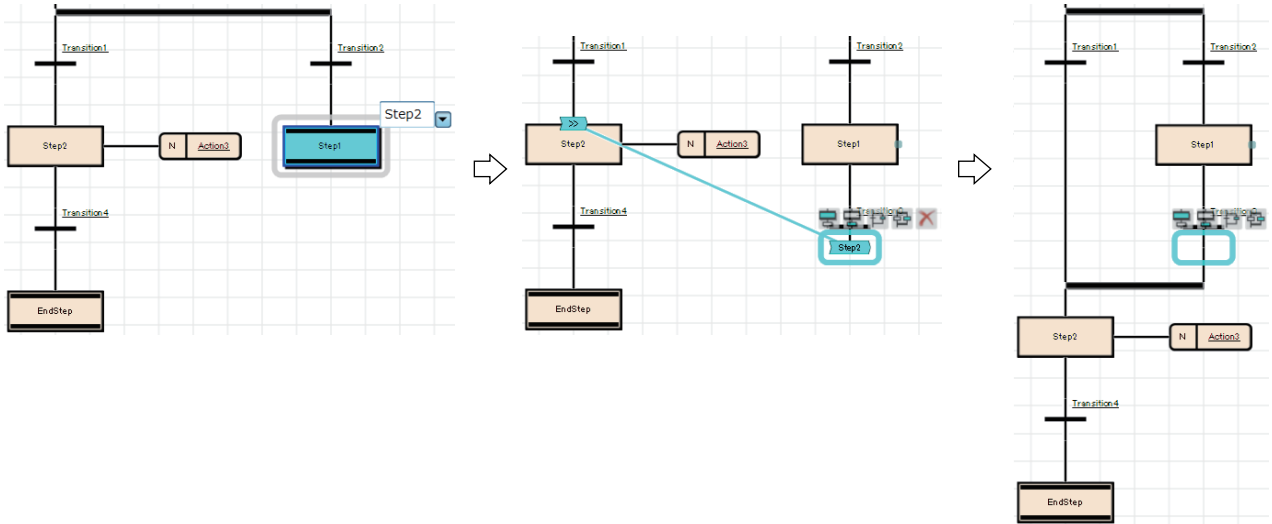 Transition1
Transition2
Step2
Step2
N
Action3
Step1
Transition4
EndStep
Transition1
Transition2
>>
Step2
N
Action3
Step1
Transition4
Step2
EndStep
Transition1
Transition2
Step1
Step2
N
Action3
Transition4
EndStep